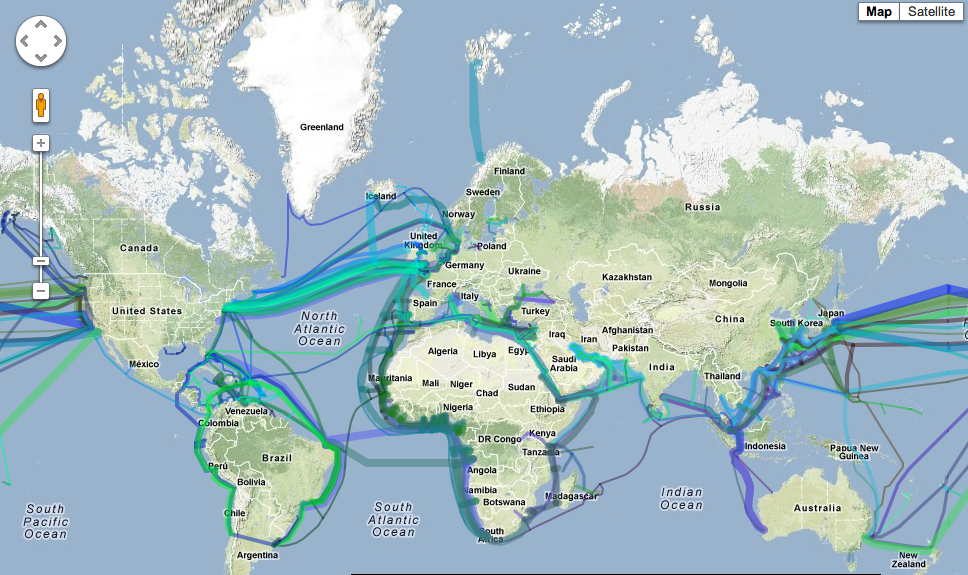 Map
Satellite
Greenland
Iceland
Finland
Sweden
Norway
Russia
Canada
United
Kingdom
Poland
Germany
Ukraine
Kazakhstan
Mongolia
France
Italy
Spain
Turkey
United States
North
Atlantic
Ocean
China
South Korea
Japan
Iraq
Iran
Afghanistan
Pakistan
Algeria
Libya
Egyp
Saudi
Arabia
India
México
Mauritania
Mali
Niger
Chad
Sudan
Thailand
Nigeria
Ethiopia
Venezuela
Colombia
DR Congo
Kenya
Tanzania
Indonesia
Papua New
Guinea
Brazil
Perú
Bolivia
Angola
Namibia
Botswana
Madagascar
Indian
Ocean
Australia
South
Pacific
Ocean
Chile
South
Atlantic
Ocean
South
Africa
Argentina
New
Zealand